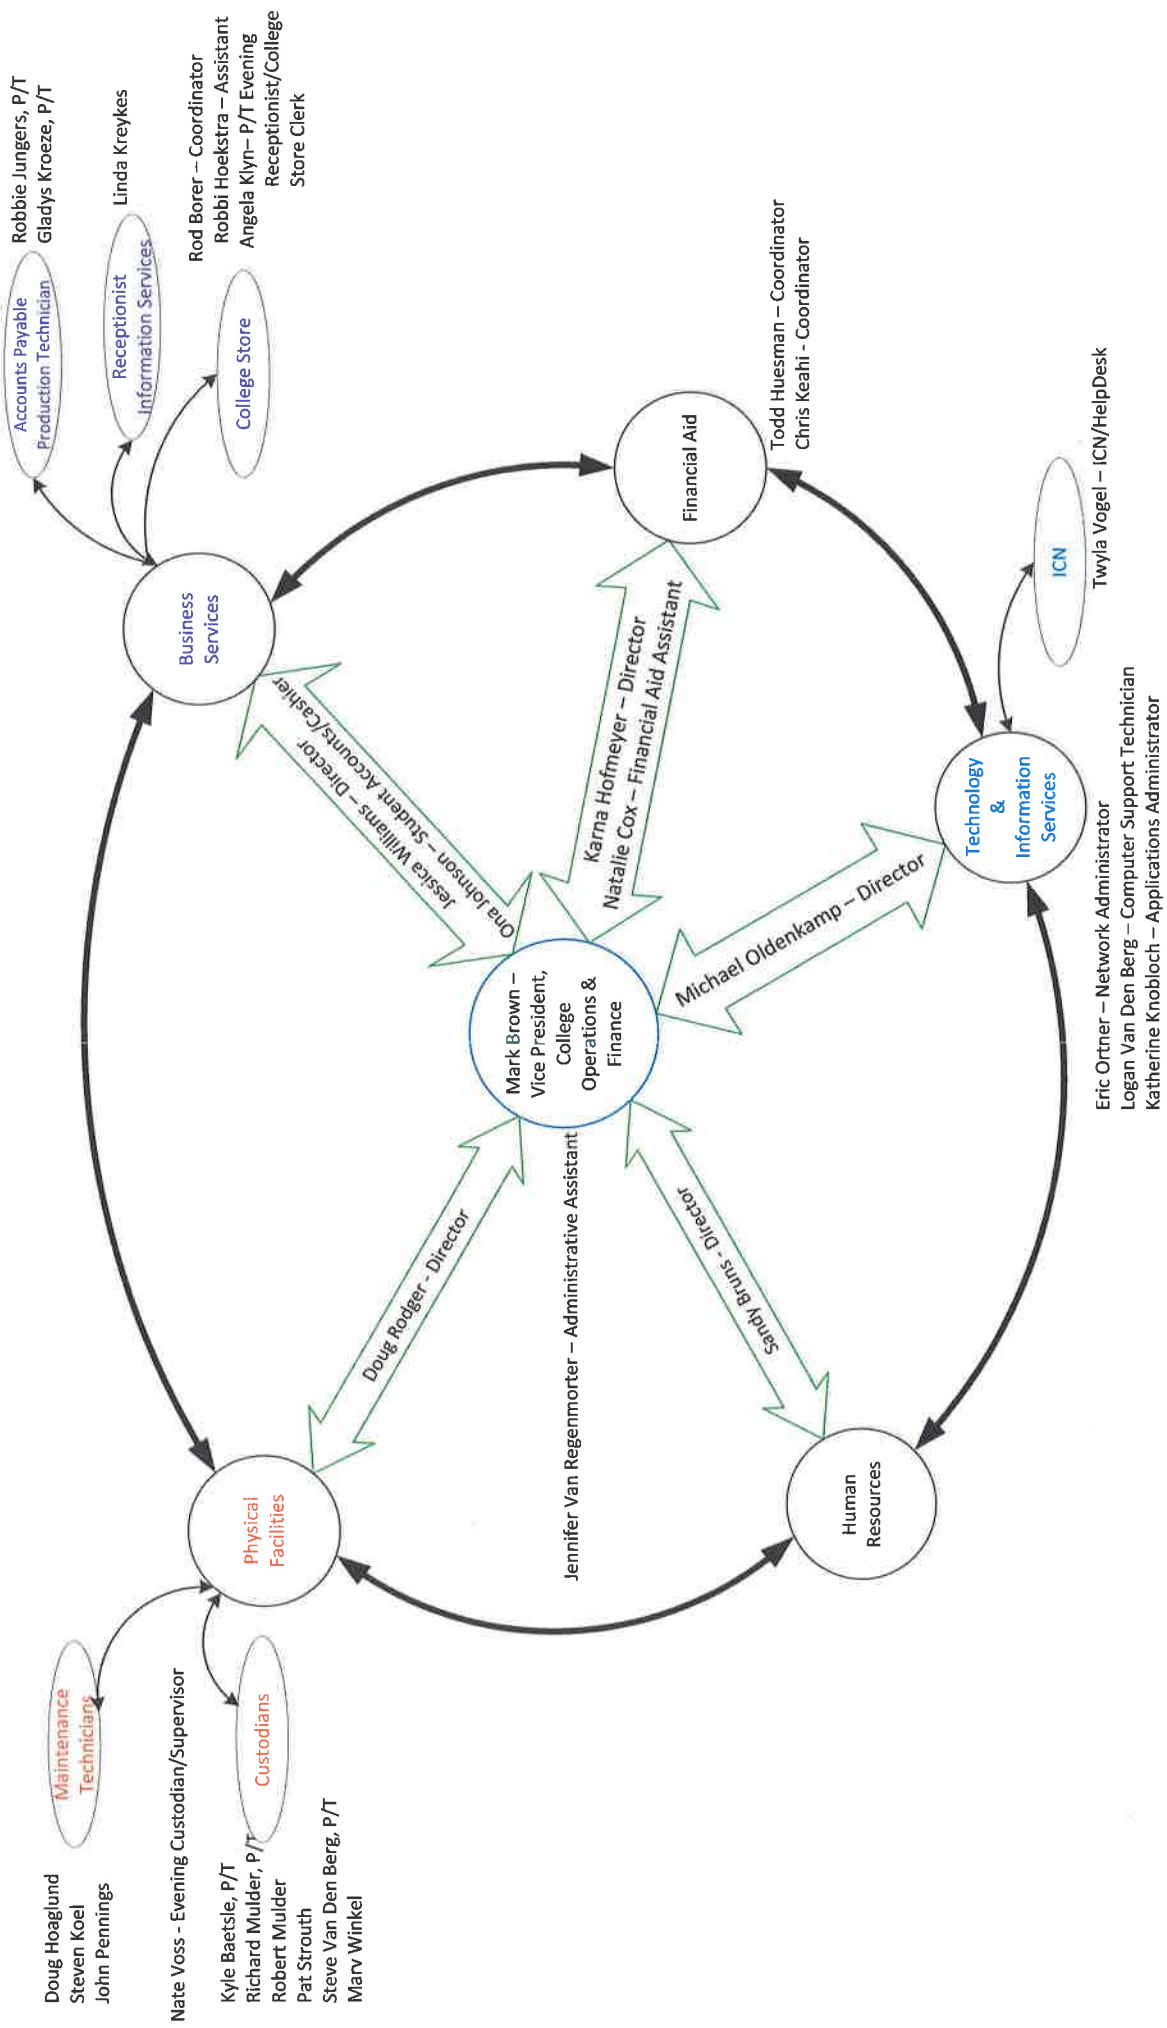 Doug Hoaglund
Steven Koel
John Pennings
Maintenance
Technicians
Nate Voss - Evening Custodian/Supervisor
Kyle Baetsle, P/T
Richard Mulder, P/T
Robert Mulder
Pat Strouth
Steve Van Den Berg, P/T
Marv Winkel
Custodians
Physical
Facilities
Doug Rodger - Director
Accounts Payable
Production Technician
Robbie Jungers, P/T
Gladys Kroeze, P/T
Receptionist
Information Services
Linda Kreykes
College Store
Rod Borer – Coordinator
Robbi Hoekstra – Assistant
Angela Klyn– P/T Evening
Receptionist/College
Store Clerk
Business
Services
Jessica Williams – Director
Ona Johnson – Student Accounts/Cashier
Mark Brown –
Vice President,
College
Operations &
Finance
Jennifer Van Regenmorter – Administrative Assistant
Karna Hofmeyer – Director
Natalie Cox – Financial Aid Assistant
Financial Aid
Todd Huesman – Coordinator
Chris Keahi - Coordinator
Michael Oldenkamp – Director
Sandy Bruns - Director
Human
Resources
Technology
&
Information
Services
ICN
Twyla Vogel – ICN/HelpDesk
Eric Ortner – Network Administrator
Logan Van Den Berg – Computer Support Technician
Katherine Knobloch – Applications Administrator